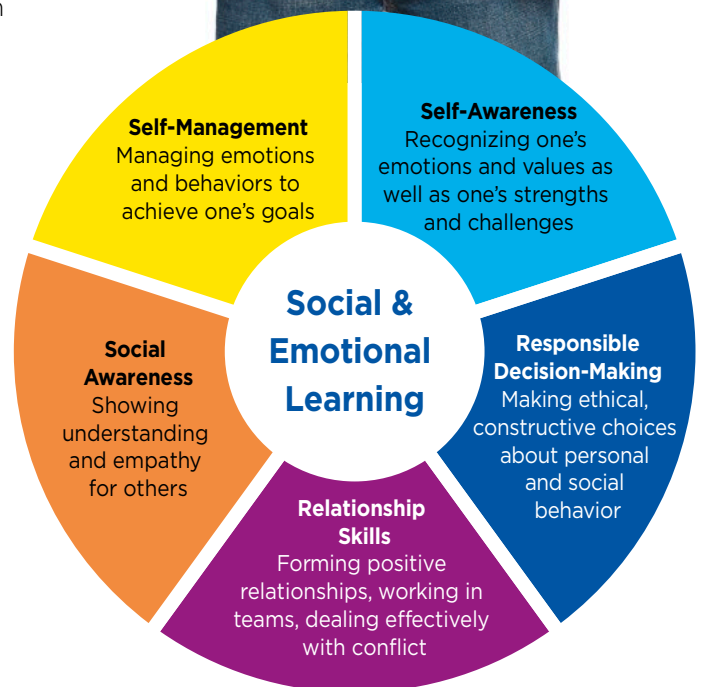 Self-Management
Managing emotions
and behaviors to
achieve one's goals
Self-Awareness
Recognizing one's
emotions and values as
well as one's strengths
and challenges
Social &
Emotional
Learning
Social
Awareness
Showing
understanding
and empathy
for others
Responsible
Decision-Making
Making ethical,
constructive choices
about personal
and social
behavior
Relationship
Skills
Forming positive
relationships, working in
teams, dealing effectively
with conflict